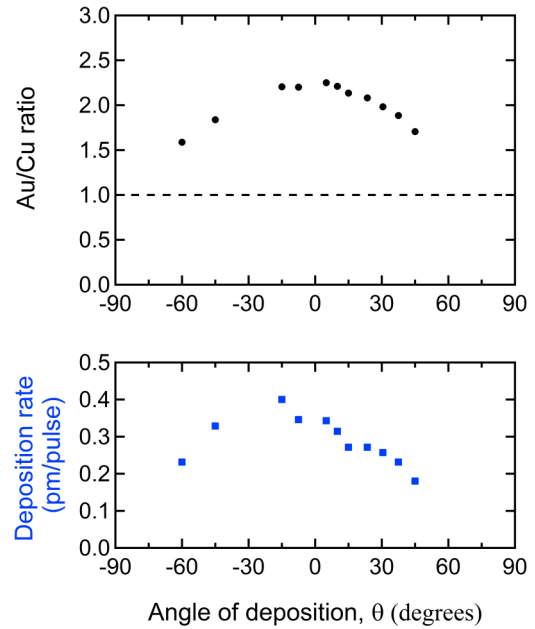 3.0
2.5
2.0
1.5
1.0
0.5
0.0
Au/Cu ratio
-90 -60 -30 0 30 60 90
0.5
0.4
0.3
0.2
0.1
0.0
Deposition rate
(pm/pulse)
-90 -60 -30 0 30 60 90
Angle of deposition, θ (degrees)